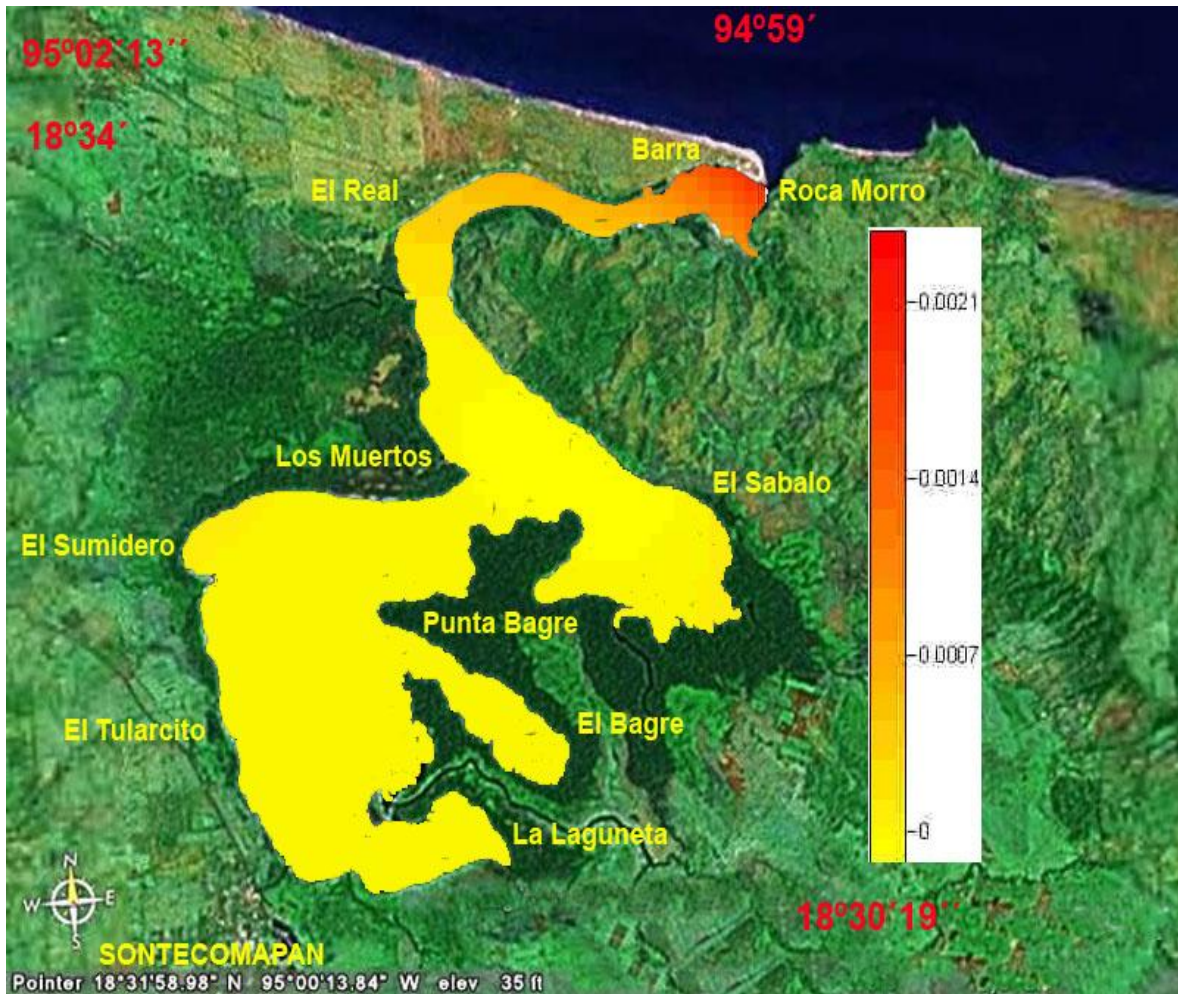 95º02´13´´
94º59´
18º34´
Barra
El Real
Roca Morro
0.0021
Los Muertos
El Sabalo
0.0014
El Sumidero
Punta Bagre
0.0007
El Tularcito
El Bagre
0
La Laguneta
N
W E
S
18º30´19´´
SONTECOMAPAN
Pointer 18°31'58.98" N 95°00'13.84" W elev 35 ft